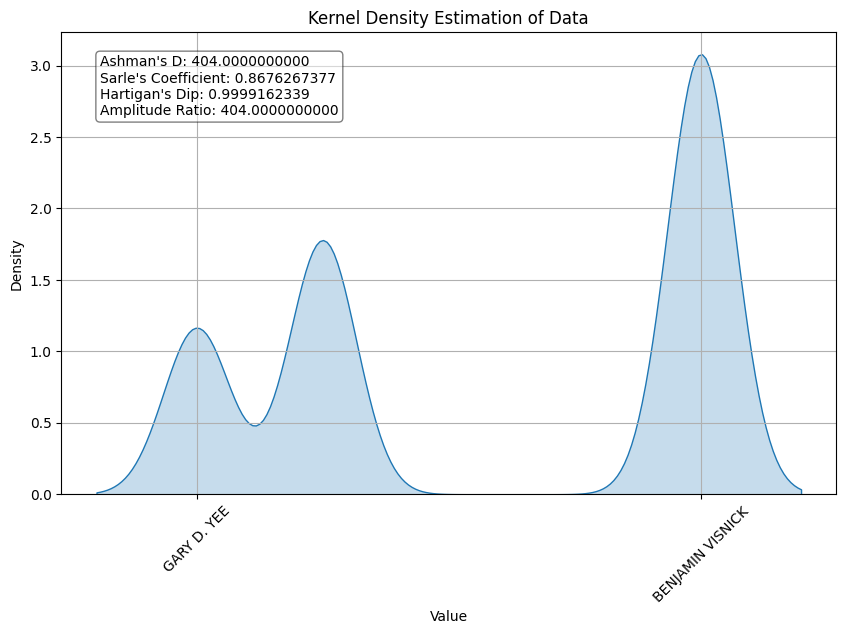 Kernel Density Estimation of Data
Ashman's D: 404.0000000000
Sarle's Coefficient: 0.8676267377
Hartigan's Dip: 0.9999162339
Amplitude Ratio: 404.0000000000
Density
3.0
2.5
2.0
1.5
1.0
0.5
0.0
GARY D. YEE
BENJAMIN VISNICK
Value